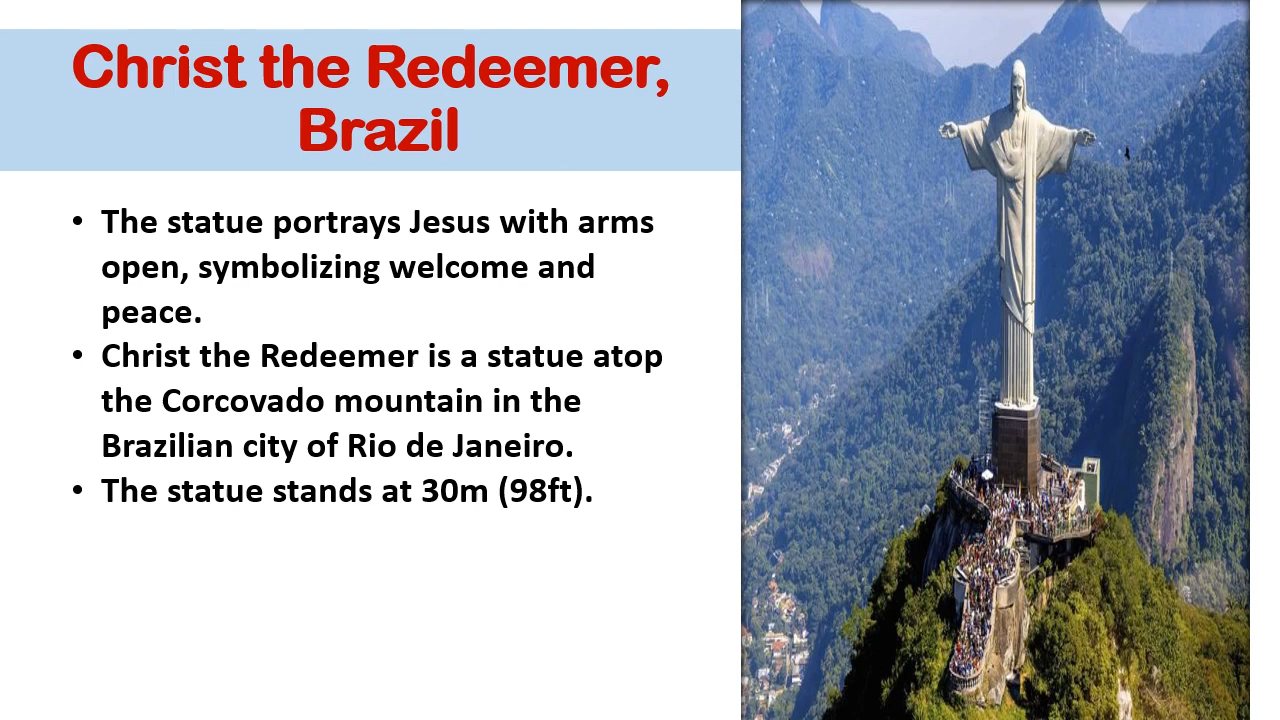 Christ the Redeemer,
Brazil
• The statue portrays Jesus with arms
open, symbolizing welcome and
peace.
• Christ the Redeemer is a statue atop
the Corcovado mountain in the
Brazilian city of Rio de Janeiro.
• The statue stands at 30m (98ft).